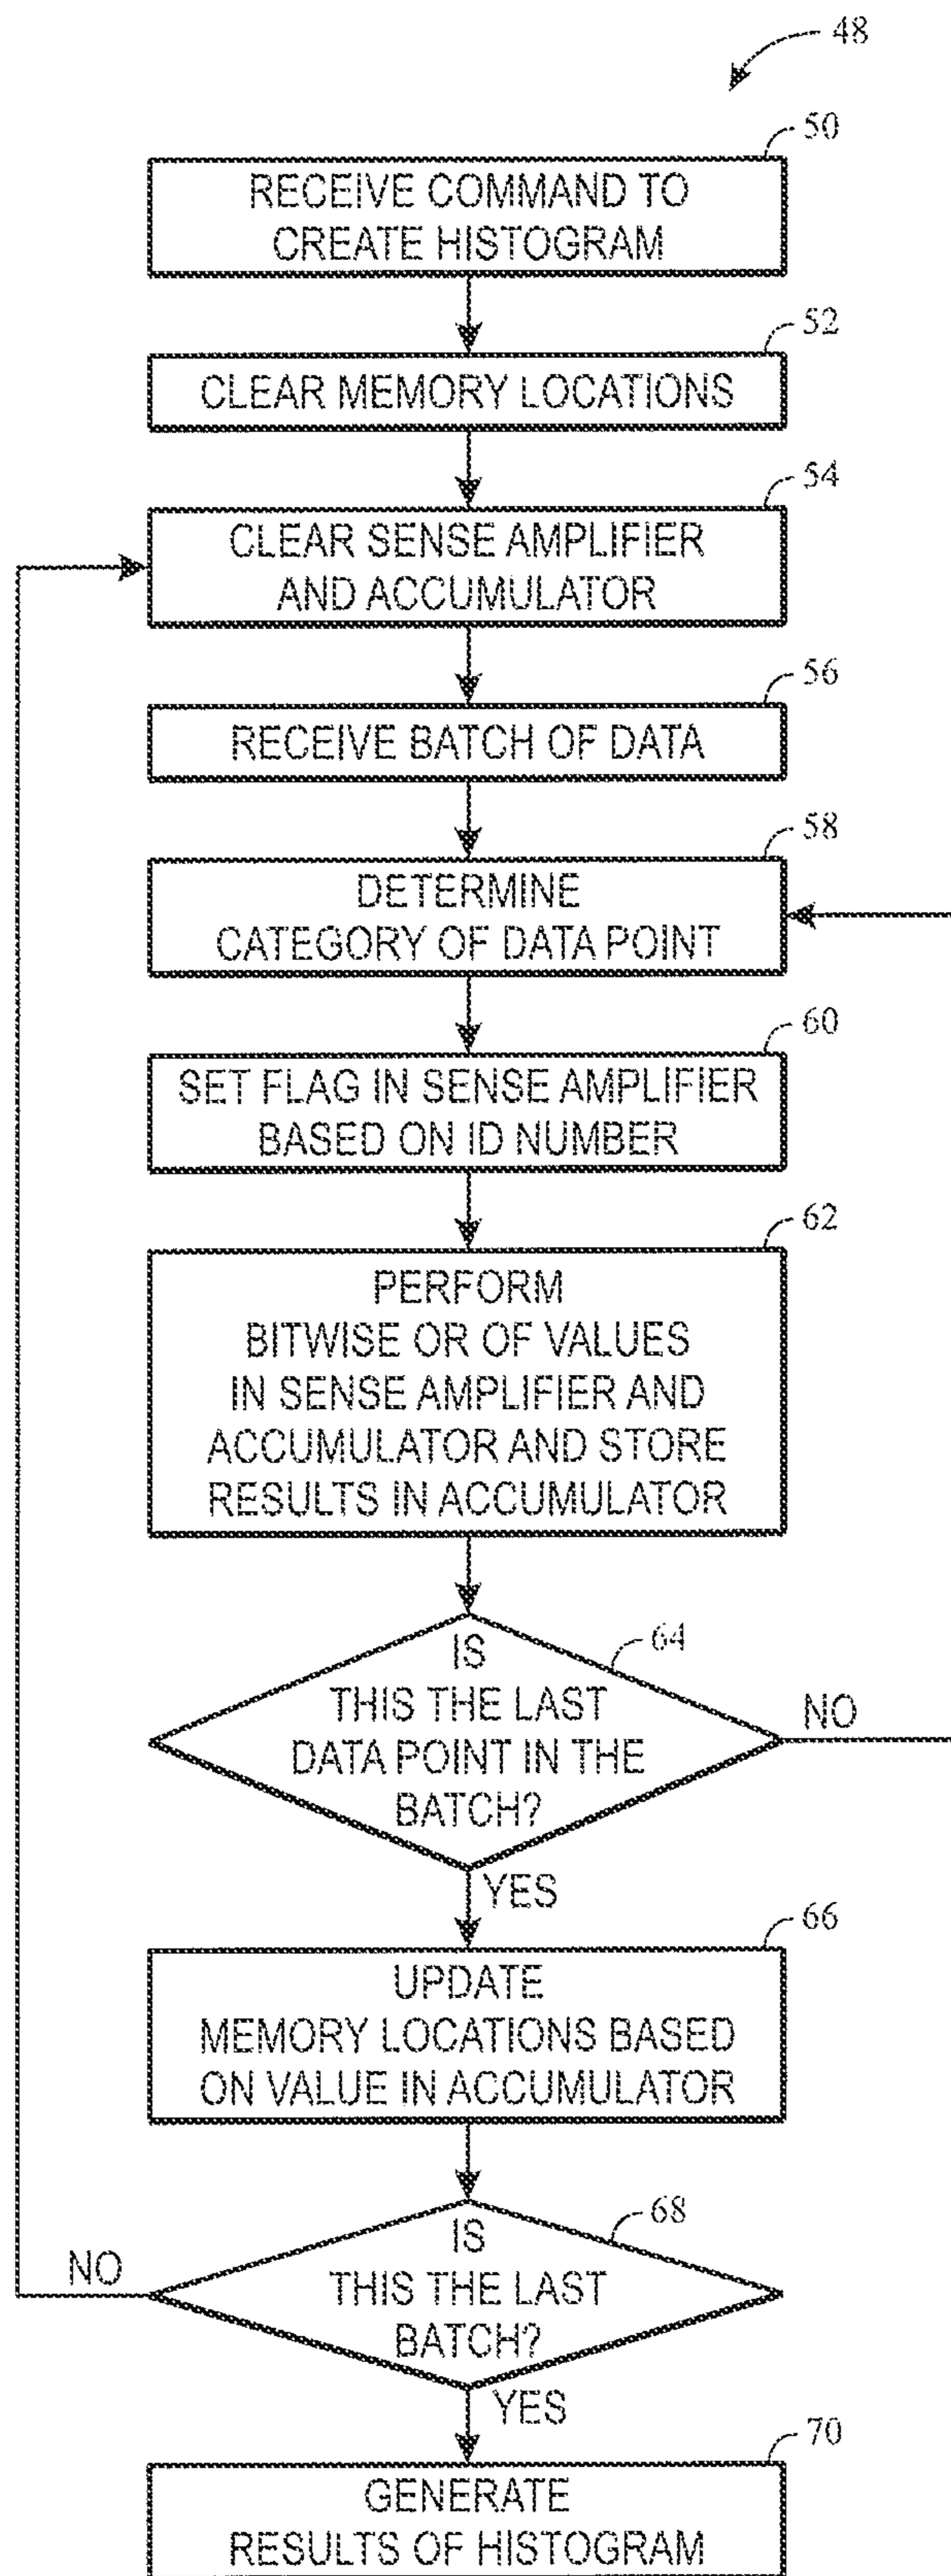 48
50
RECEIVE COMMAND TO
CREATE HISTOGRAM
52
CLEAR MEMORY LOCATIONS
54
CLEAR SENSE AMPLIFIER
AND ACCUMULATOR
56
RECEIVE BATCH OF DATA
58
DETERMINE
CATEGORY OF DATA POINT
60
SET FLAG IN SENSE AMPLIFIER
BASED ON ID NUMBER
62
PERFORM
BITWISE OR OF VALUES
IN SENSE AMPLIFIER AND
ACCUMULATOR AND STORE
RESULTS IN ACCUMULATOR
64
IS
THIS THE LAST
DATA POINT IN THE
BATCH?
NO
YES
66
UPDATE
MEMORY LOCATIONS BASED
ON VALUE IN ACCUMULATOR
68
IS
THIS THE LAST
BATCH?
NO
YES
70
GENERATE
RESULTS OF HISTOGRAM